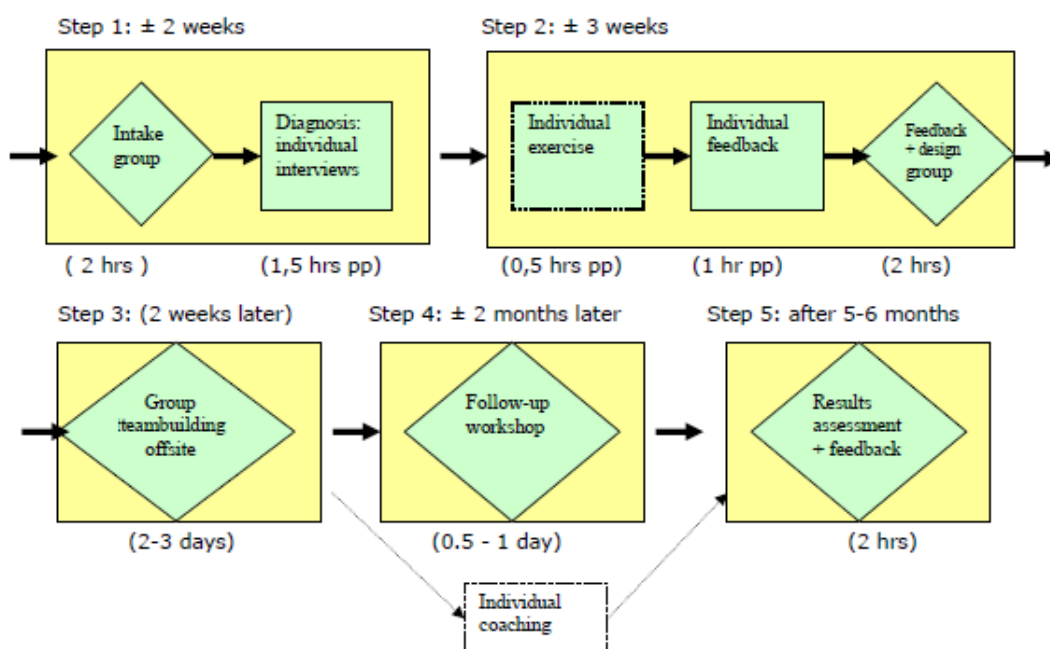 Step 1: ± 2 weeks
Step 2: ± 3 weeks
Intake
group
Diagnosis:
individual
interviews
Individual
exercise
Individual
feedback
Feedback
+ design
group
( 2 hrs )
(1,5 hrs pp)
(0,5 hrs pp)
(1 hr pp)
(2 hrs)
Step 3: (2 weeks later)
Step 4: ± 2 months later
Step 5: after 5-6 months
Group
teambuilding
offsite
Follow-up
workshop
Results
assessment
+ feedback
(2-3 days)
(0.5 - 1 day)
(2 hrs)
Individual
coaching